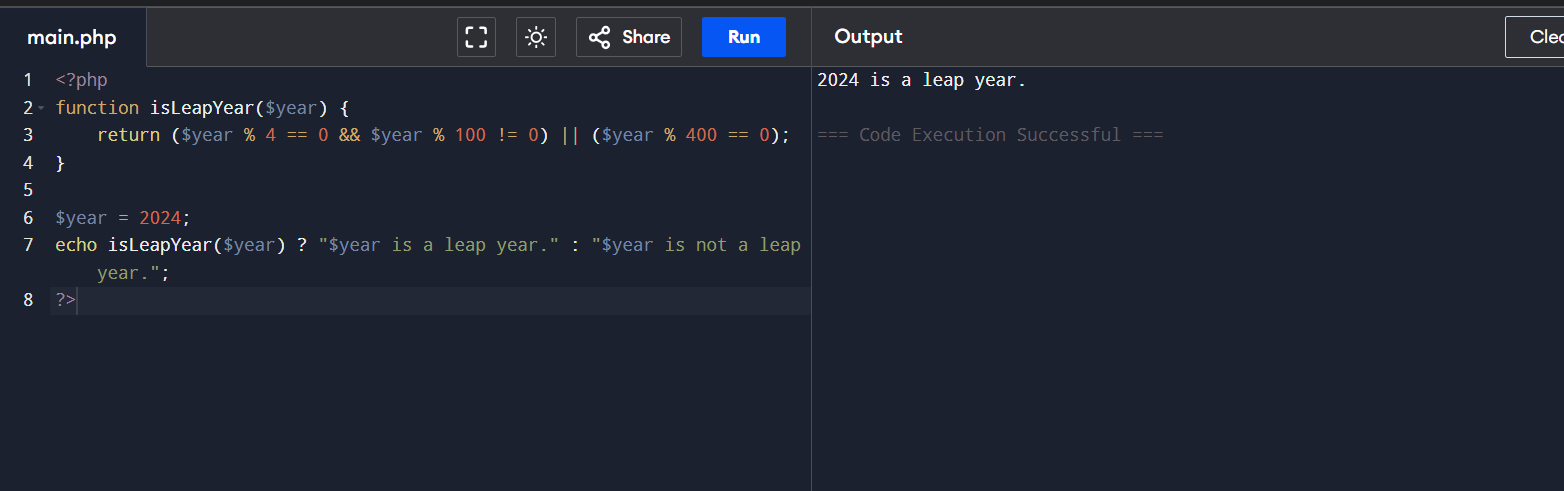 main.php
Share
Run
Output
1 <?php
2 function isLeapYear($year) {
3     return ($year % 4 == 0 && $year % 100 != 0) || ($year % 400 == 0);
4 }
5
6 $year = 2024;
7 echo isLeapYear($year) ? "$year is a leap year." : "$year is not a leap
year.";
8 ?>
2024 is a leap year.
=== Code Execution Successful ===